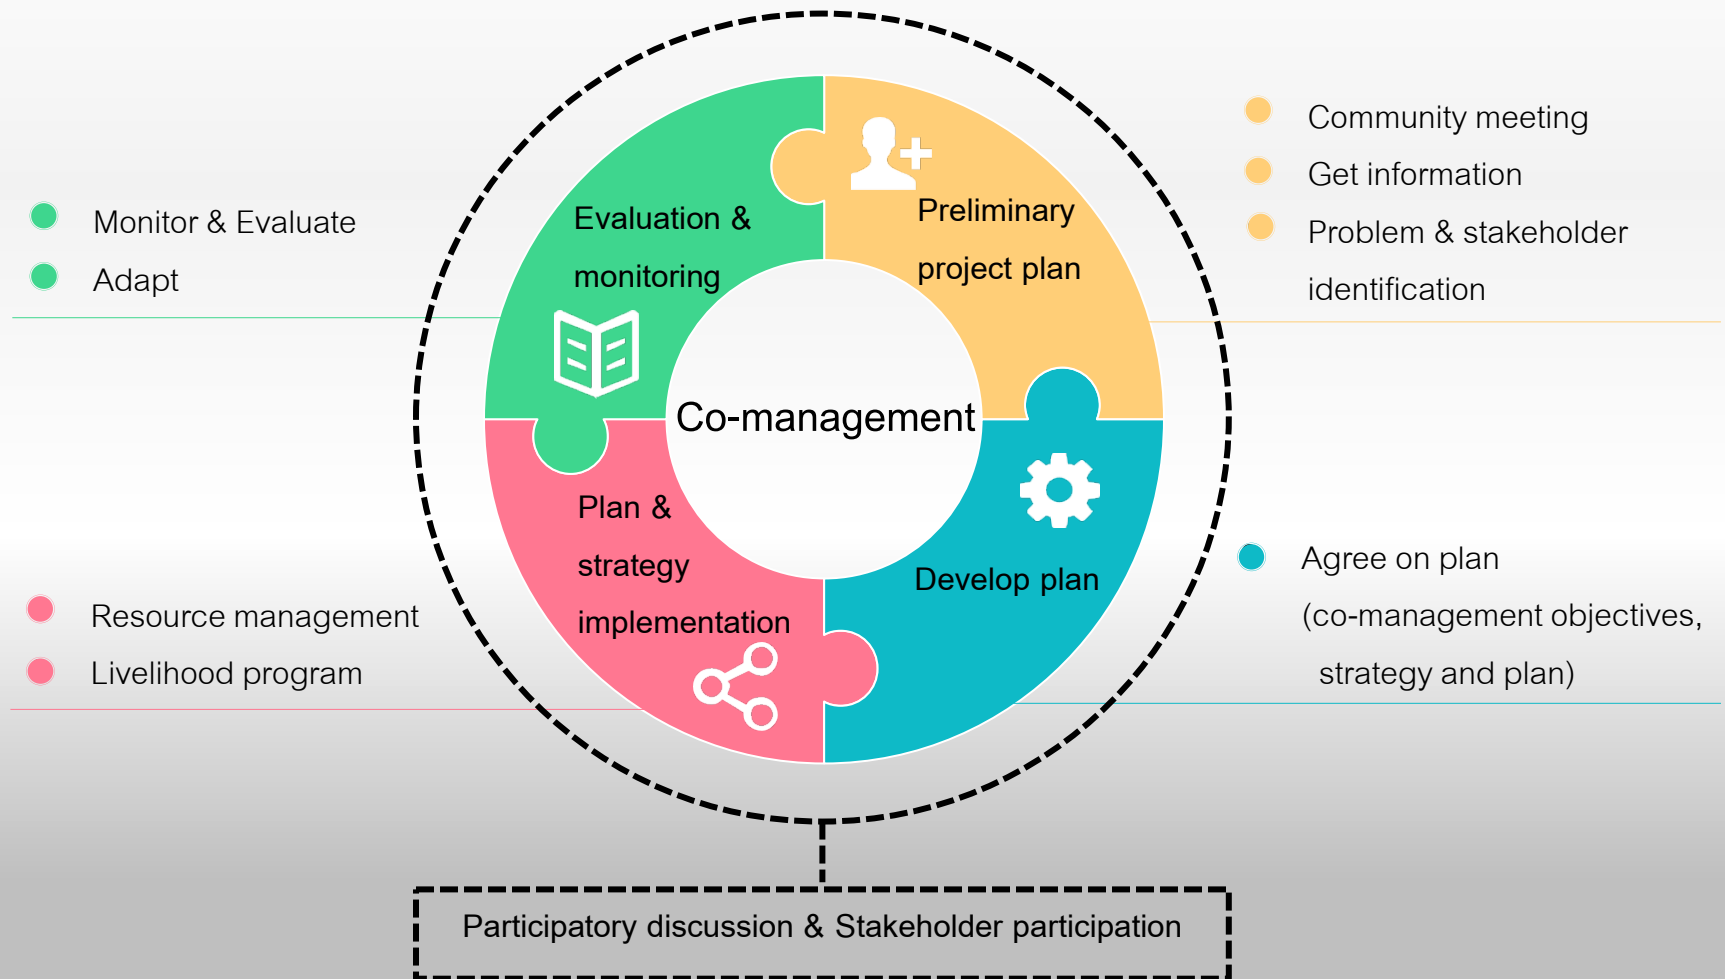 Community meeting
Get information
Problem & stakeholder
identification
Monitor & Evaluate
Adapt
Evaluation &
monitoring
Preliminary
project plan
Co-management
Plan &
strategy
implementation
Develop plan
Agree on plan
(co-management objectives,
strategy and plan)
Resource management
Livelihood program
Participatory discussion & Stakeholder participation